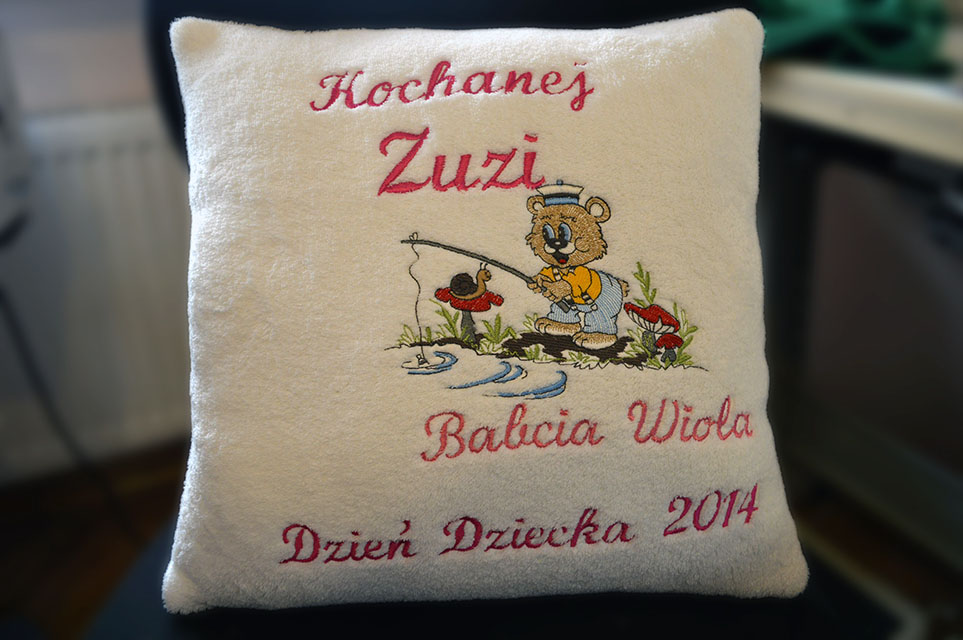 Kochanej
Zuzi
Babcia Wiola
Dzień Dziecka 2014